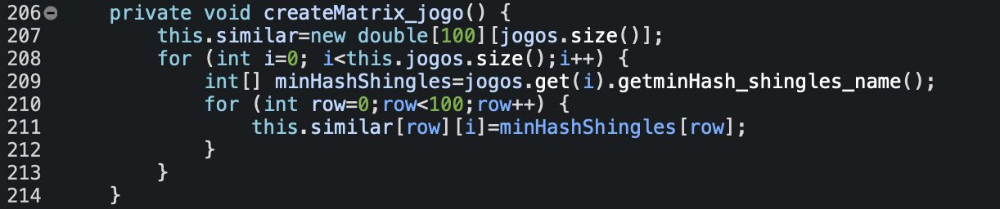 206 private void createMatrix_jogo() {
207 this.similar=new double[100][jogos.size()];
208 for (int i=0; i<this.jogos.size();i++) {
209 int[] minHashShingles=jogos.get(i).getminHash_shingles_name();
210 for (int row=0;row<100;row++) {
211 this.similar[row][i]=minHashShingles[row];
212 }
213 }
214 }